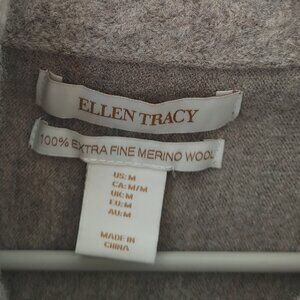 ELLEN TRACY
100% EXTRA FINE MERINO WOOL
US: M
CA: M/M
UK: M
EU: M
AU: M
MADE IN
CHINA